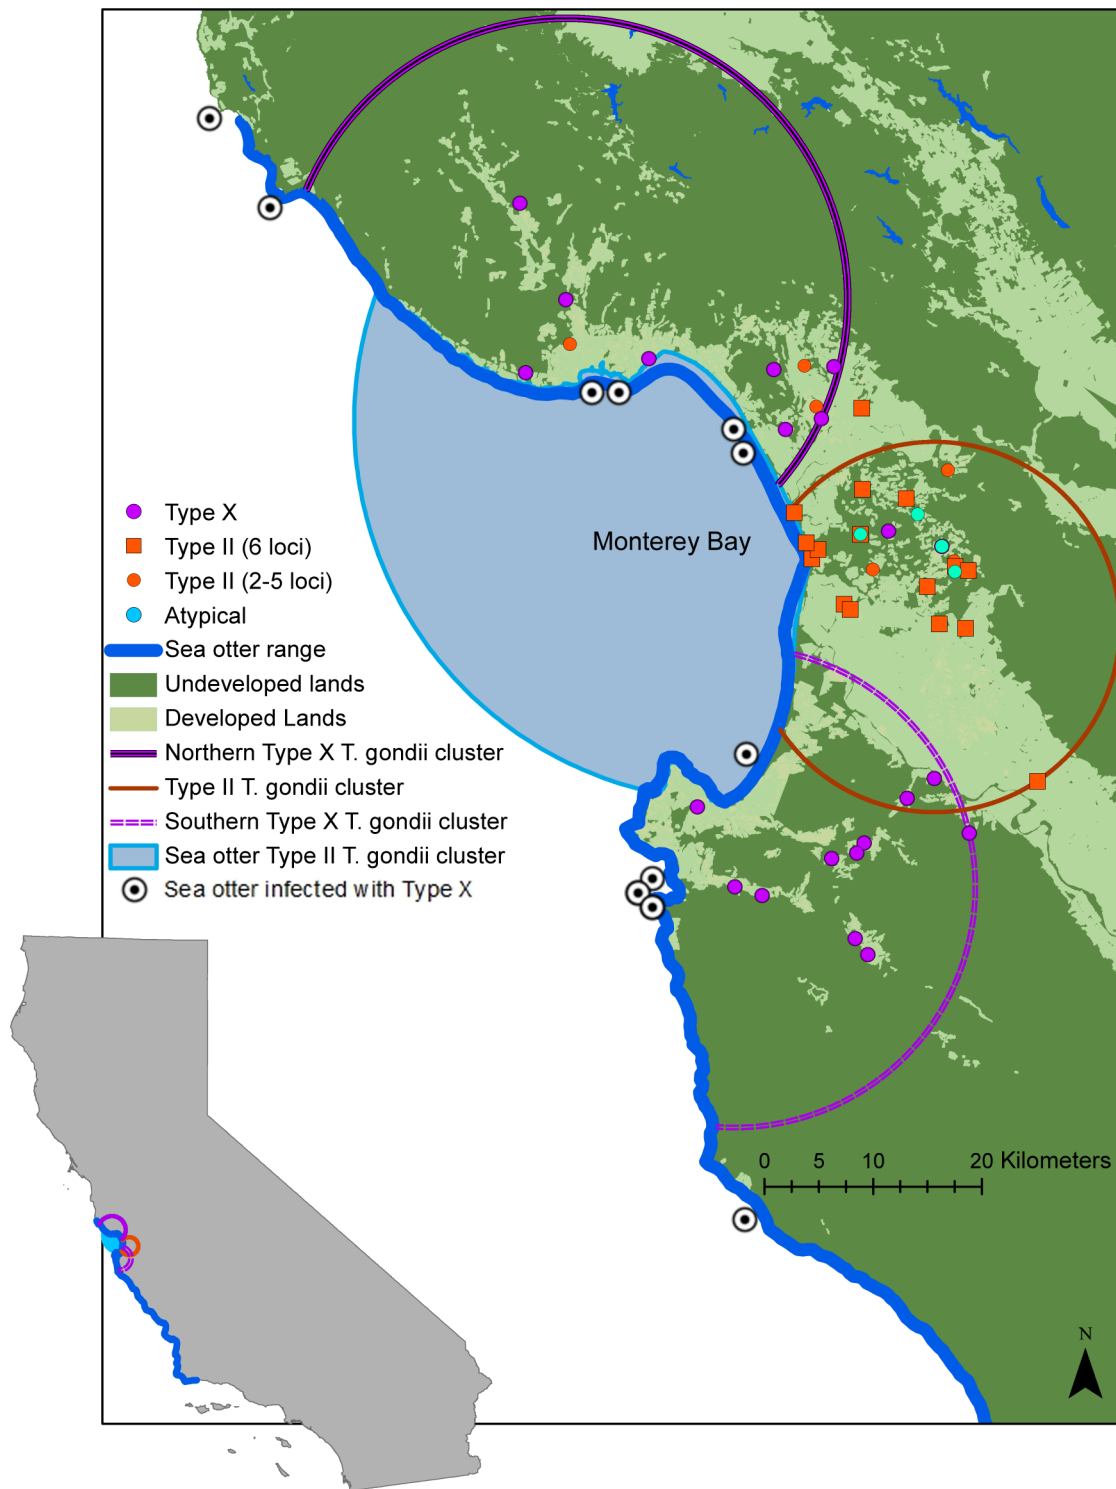 Monterey Bay
Type X
Type II (6 loci)
Type II (2-5 loci)
Atypical
Sea otter range
Undeveloped lands
Developed Lands
Northern Type X T. gondii cluster
Type II T. gondii cluster
Southern Type X T. gondii cluster
Sea otter Type II T. gondii cluster
Sea otter infected with Type X
0 5 10 20 Kilometers
N